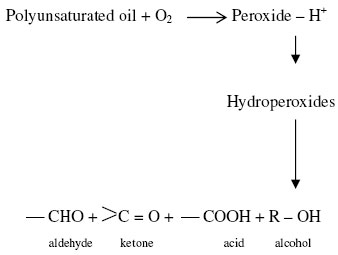 Polyunsaturated oil + O₂ ⟶ Peroxide – H⁺
Hydroperoxides
— CHO + >C = O + — COOH + R – OH
aldehyde ketone acid alcohol